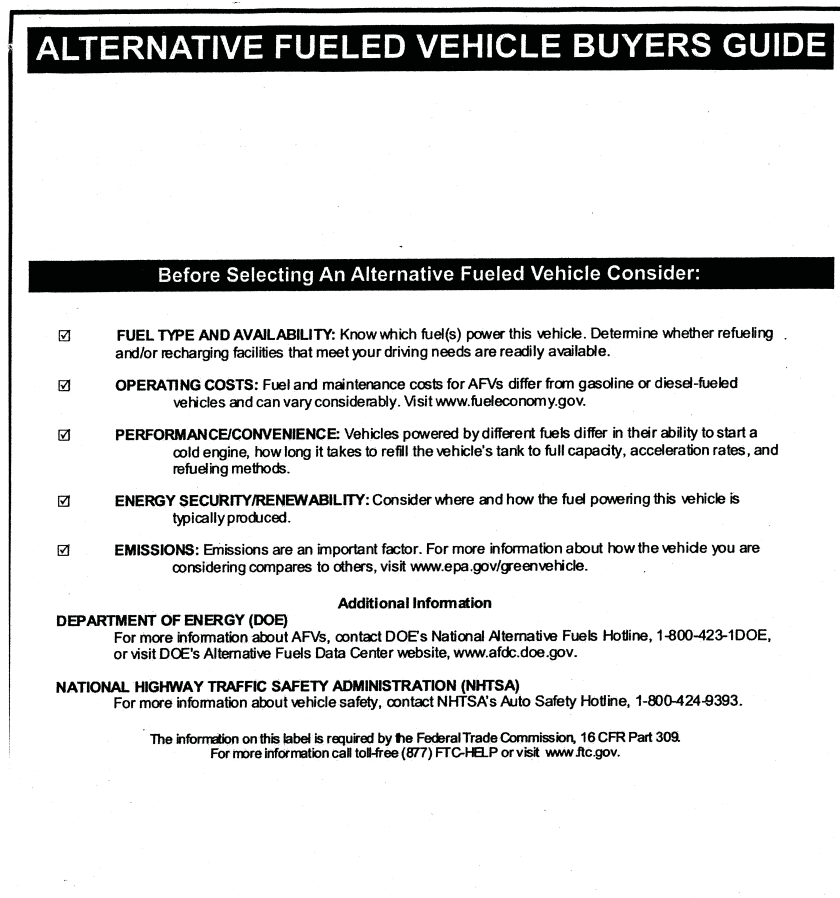 ALTERNATIVE FUELED VEHICLE BUYERS GUIDE
Before Selecting An Alternative Fueled Vehicle Consider:
☑ FUEL TYPE AND AVAILABILITY: Know which fuel(s) power this vehicle. Determine whether refueling
and/or recharging facilities that meet your driving needs are readily available.
☑ OPERATING COSTS: Fuel and maintenance costs for AFVs differ from gasoline or diesel-fueled
vehicles and can vary considerably. Visit www.fueleconomy.gov.
☑ PERFORMANCE/CONVENIENCE: Vehicles powered by different fuels differ in their ability to start a
cold engine, how long it takes to refill the vehicle's tank to full capacity, acceleration rates, and
refueling methods.
☑ ENERGY SECURITY/RENEWABILITY: Consider where and how the fuel powering this vehicle is
typically produced.
☑ EMISSIONS: Emissions are an important factor. For more information about how the vehicle you are
considering compares to others, visit www.epa.gov/greenvehicle.
Additional Information
DEPARTMENT OF ENERGY (DOE)
For more information about AFVs, contact DOE's National Alternative Fuels Hotline, 1-800-423-1DOE,
or visit DOE's Alternative Fuels Data Center website, www.afdc.doe.gov.
NATIONAL HIGHWAY TRAFFIC SAFETY ADMINISTRATION (NHTSA)
For more information about vehicle safety, contact NHTSA's Auto Safety Hotline, 1-800-424-9393.
The information on this label is required by the Federal Trade Commission, 16 CFR Part 309.
For more information call toll-free (877) FTC-HELP or visit www.ftc.gov.